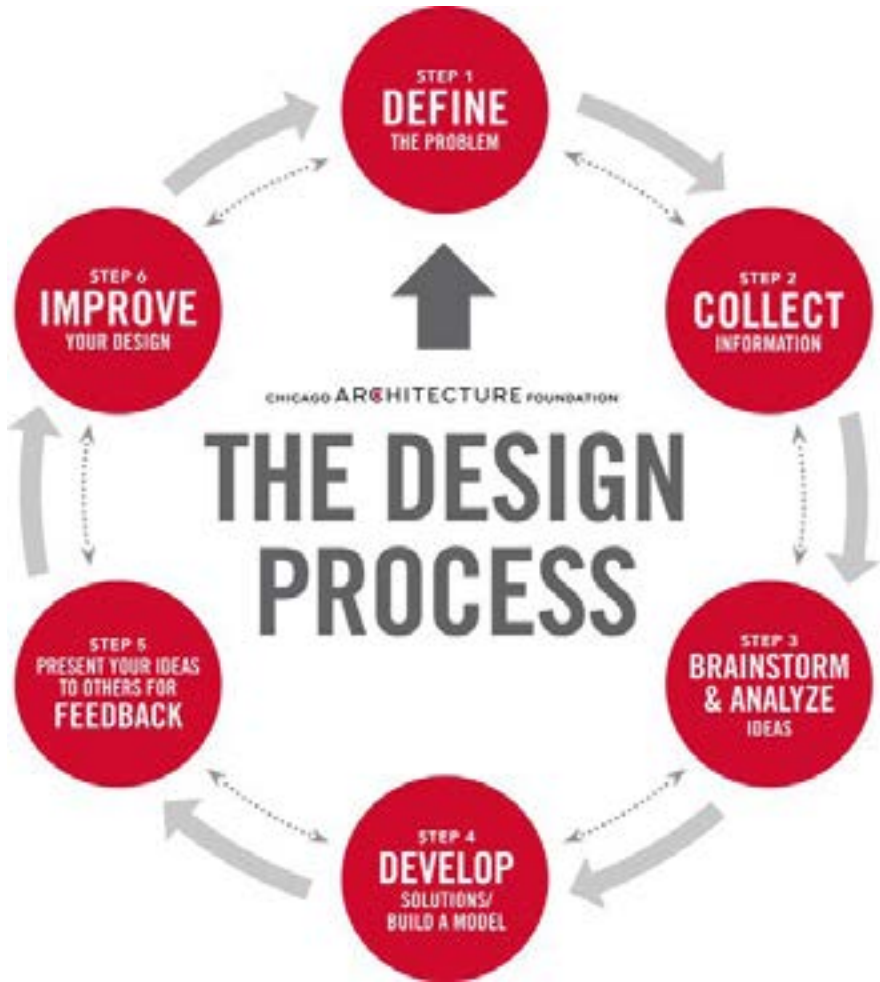 STEP 1
DEFINE
THE PROBLEM
STEP 2
COLLECT
INFORMATION
STEP 3
BRAINSTORM
& ANALYZE
IDEAS
STEP 4
DEVELOP
SOLUTIONS/
BUILD A MODEL
STEP 5
PRESENT YOUR IDEAS
TO OTHERS FOR
FEEDBACK
STEP 6
IMPROVE
YOUR DESIGN
CHICAGO ARCHITECTURE FOUNDATION
THE DESIGN
PROCESS